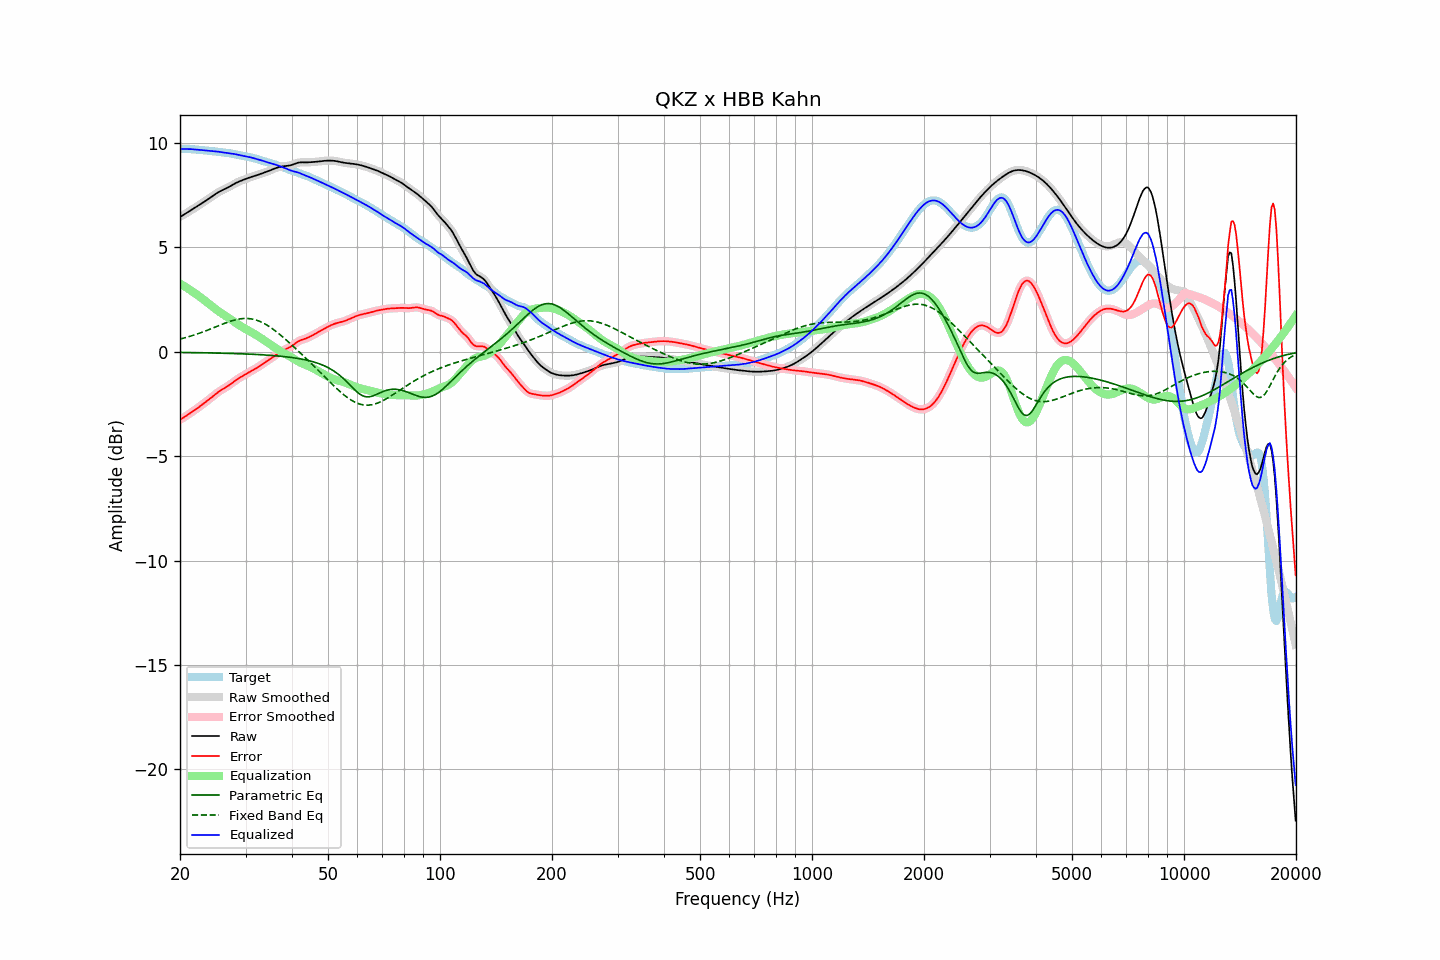 QKZ x HBB Kahn
10
5
0
−5
−10
−15
−20
Amplitude (dBr)
Target
Raw Smoothed
Error Smoothed
Raw
Error
Equalization
Parametric Eq
Fixed Band Eq
Equalized
20 50 100 200 500 1000 2000 5000 10000 20000
Frequency (Hz)